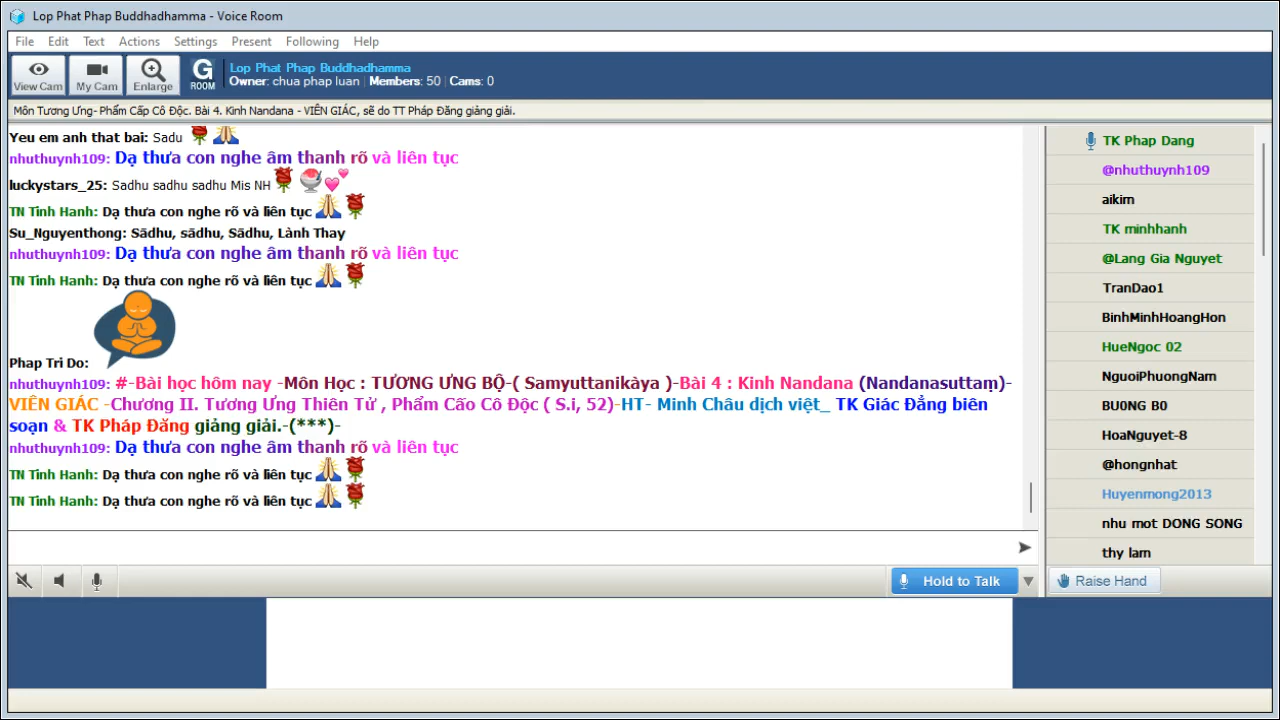 Lop Phat Phap Buddhadhamma - Voice Room
File Edit Text Actions Settings Present Following Help
View Cam My Cam Enlarge G ROOM
Lop Phat Phap Buddhadhamma
Owner: chua phap luan Members: 50 Cams: 0
Môn Tương Ưng- Phẩm Cấp Cô Độc. Bài 4. Kinh Nandana - VIÊN GIÁC, sẽ do TT Pháp Đăng giảng giải.
Yeu em anh that bai: Sadu
nhuthuynh109: Dạ thưa con nghe âm thanh rõ và liên tục
luckystars_25: Sadhu sadhu sadhu Mis NH
TN Tinh Hanh: Dạ thưa con nghe rõ và liên tục
Su_Nguyenthong: Sādhu, sādhu, Sādhu, Lành Thay
nhuthuynh109: Dạ thưa con nghe âm thanh rõ và liên tục
TN Tinh Hanh: Dạ thưa con nghe rõ và liên tục
Phap Tri Do:
nhuthuynh109: #-Bài học hôm nay -Môn Học : TƯƠNG ƯNG BỘ-( Samyuttanikàya )-Bài 4 : Kinh Nandana (Nandanasuttaṃ)-
VIÊN GIÁC -Chương II. Tương Ưng Thiên Tử , Phẩm Cấo Cô Độc ( S.i, 52)-HT- Minh Châu dịch việt_ TK Giác Đẳng biên
soạn & TK Pháp Đăng giảng giải.-(***)-
nhuthuynh109: Dạ thưa con nghe âm thanh rõ và liên tục
TN Tinh Hanh: Dạ thưa con nghe rõ và liên tục
TN Tinh Hanh: Dạ thưa con nghe rõ và liên tục
TK Phap Dang
@nhuthuynh109
aikim
TK minhhanh
@Lang Gia Nguyet
TranDao1
BinhMinhHoangHon
HueNgoc 02
NguoiPhuongNam
BU0NG B0
HoaNguyet-8
@hongnhat
Huyenmong2013
nhu mot DONG SONG
thy lam
Hold to Talk
Raise Hand